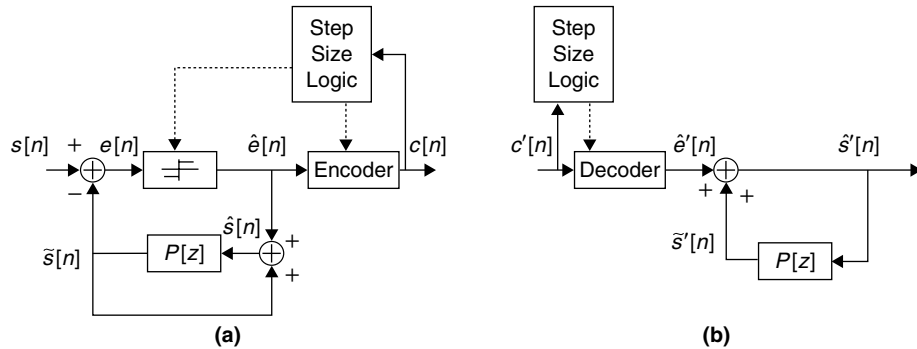 Step
Size
Logic
s[n]
+
e[n]
ê[n]
c[n]
Encoder
−
s̃[n]
ŝ[n]
P[z]
+
+
(a)
Step
Size
Logic
c′[n]
Decoder
ê′[n]
ŝ′[n]
+
+
s̃′[n]
P[z]
(b)